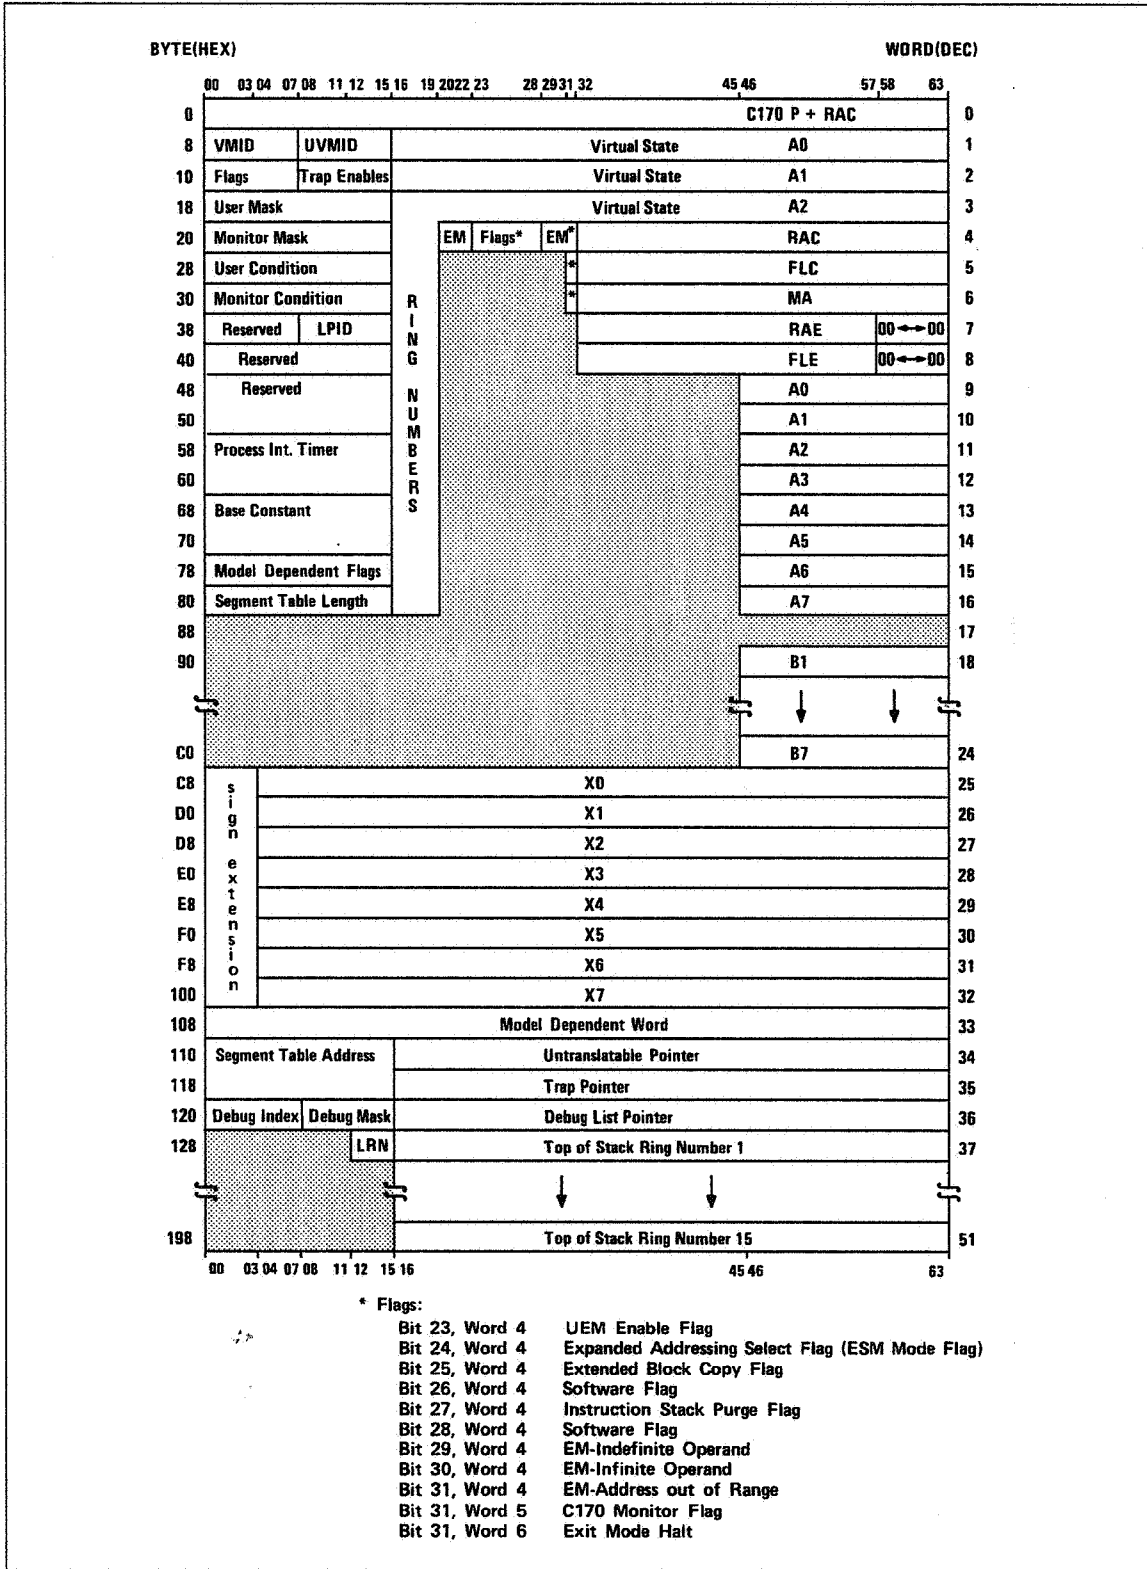 BYTE(HEX) WORD(DEC)
00 03 04 07 08 11 12 15 16 19 20 22 23 28 29 31 32 45 46 57 58 63
0 C170 P + RAC 0
8 VMID UVMID Virtual State A0 1
10 Flags Trap Enables Virtual State A1 2
18 User Mask Virtual State A2 3
20 Monitor Mask EM Flags* EM* RAC 4
28 User Condition * FLC 5
30 Monitor Condition * MA 6
38 Reserved LPID RAE 00↔00 7
40 Reserved FLE 00↔00 8
48 Reserved A0 9
50 A1 10
58 Process Int. Timer A2 11
60 A3 12
68 Base Constant A4 13
70 A5 14
78 Model Dependent Flags A6 15
80 Segment Table Length A7 16
RING NUMBERS
88 17
90 B1 18
C0 B7 24
C8 X0 25
D0 X1 26
D8 X2 27
E0 X3 28
E8 X4 29
F0 X5 30
F8 X6 31
100 X7 32
sign extension
108 Model Dependent Word 33
110 Segment Table Address Untranslatable Pointer 34
118 Trap Pointer 35
120 Debug Index Debug Mask Debug List Pointer 36
128 LRN Top of Stack Ring Number 1 37
198 Top of Stack Ring Number 15 51
00 03 04 07 08 11 12 15 16 45 46 63
* Flags:
Bit 23, Word 4 UEM Enable Flag
Bit 24, Word 4 Expanded Addressing Select Flag (ESM Mode Flag)
Bit 25, Word 4 Extended Block Copy Flag
Bit 26, Word 4 Software Flag
Bit 27, Word 4 Instruction Stack Purge Flag
Bit 28, Word 4 Software Flag
Bit 29, Word 4 EM-Indefinite Operand
Bit 30, Word 4 EM-Infinite Operand
Bit 31, Word 4 EM-Address out of Range
Bit 31, Word 5 C170 Monitor Flag
Bit 31, Word 6 Exit Mode Halt